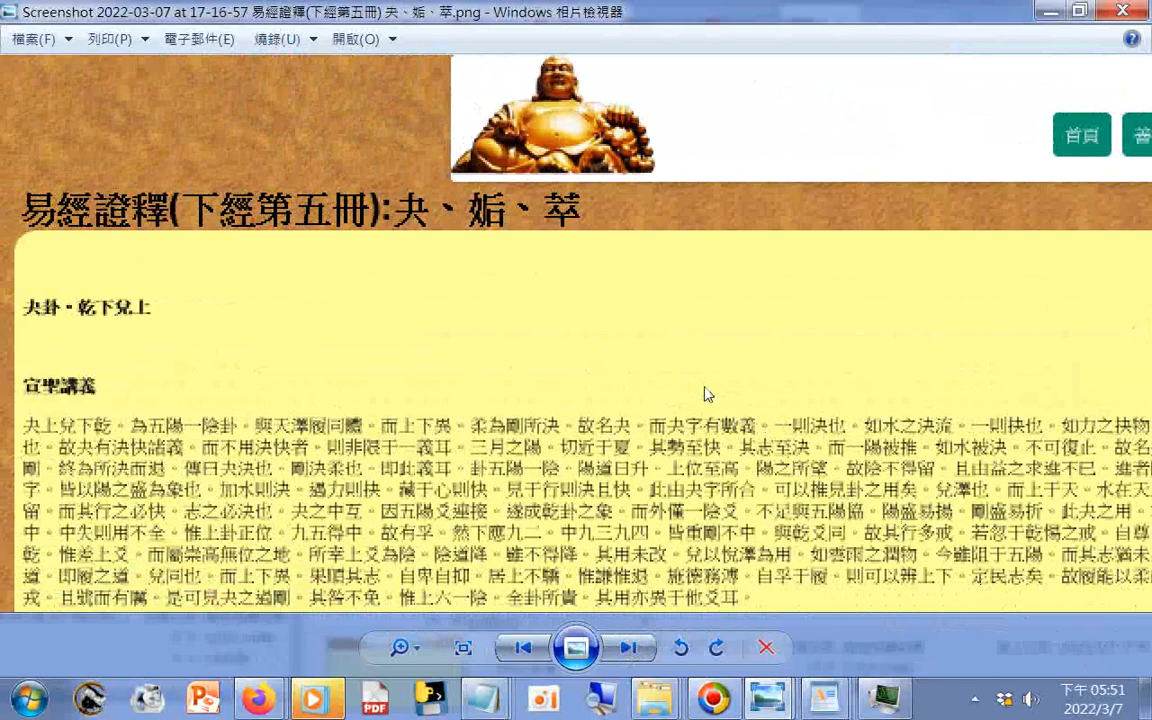 Screenshot 2022-03-07 at 17-16-57 易經證釋(下經第五冊) 夬、姤、萃.png - Windows 相片檢視器
檔案(F) 列印(P) 電子郵件(E) 燒錄(U) 開啟(O)
首頁
易經證釋(下經第五冊):夬、姤、萃
夬卦‧乾下兌上
宣聖講義
夬上兌下乾。為五陽一陰卦。與天澤履同體。而上下異。柔為剛所決。故名夬。而夬字有數義。一則決也。如水之決流。一則抉也。如力之抉物
也。故夬有決快諸義。而不用決快者。則非限于一義耳。三月之陽。切近于夏。其勢至快。其志至決。而一陽被推。如水被決。不可復止。故名
剛。終為所決而退。傳曰夬決也。剛決柔也。即此義耳。卦五陽一陰。陽道日升。上位至高。陽之所望。故陰不得留。且由益之求進不已。進者
字。皆以陽之盛為象也。加水則決。遇力則抉。藏于心則快。見于行則決且快。此由夬字所合。可以推見卦之用矣。兌澤也。而上于天。水在天
留。而其行之必快。志之必決也。夬之中互。因五陽爻連接。遂成乾卦之象。而外僅一陰爻。不足與五陽協。陽盛易揚。剛盛易折。此夬之用。
中。中失則用不全。惟上卦正位。九五得中。故有孚。然下應九二。中九三九四。皆重剛不中。與乾爻同。故其行多戒。若忽于乾惕之戒。自尊
乾。惟差上爻。而屬崇高無位之地。所幸上爻為陰。陰道降。雖不得降。其用未改。兌以悅澤為用。如雲雨之潤物。今雖阻于五陽。而其志猶未
道。即履之道。兌同也。而上下異。果順其志。自卑自抑。居上不驕。惟謙惟退。施德務溥。自孚于履。則可以辨上下。定民志矣。故履能以柔
戎。且號而有厲。是可見夬之過剛。其咎不免。惟上六一陰。全卦所貴。其用亦異于他爻耳。
下午 05:51
2022/3/7